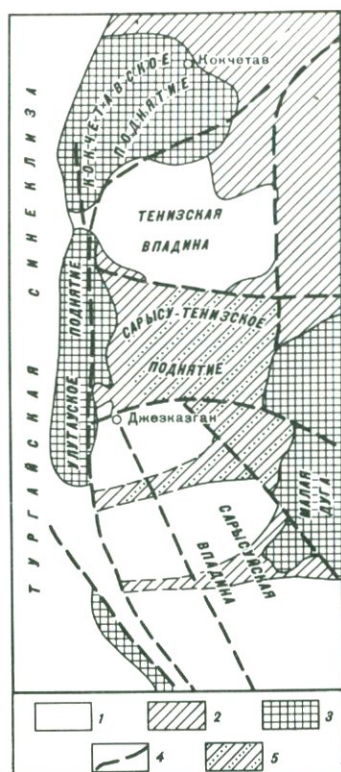 Кокчетав
КОКЧЕТАВСКОЕ
ПОДНЯТИЕ
ТУРГАЙСКАЯ СИНЕКЛИЗА
ТЕНИЗСКАЯ
ВПАДИНА
УЛУТАУСКОЕ ПОДНЯТИЕ
САРЫСУ-ТЕНИЗСКОЕ
ПОДНЯТИЕ
Джезказган
МАЛАЯ
ДУГА
САРЫСУЙСКАЯ
ВПАДИНА
1 2 3
4 5